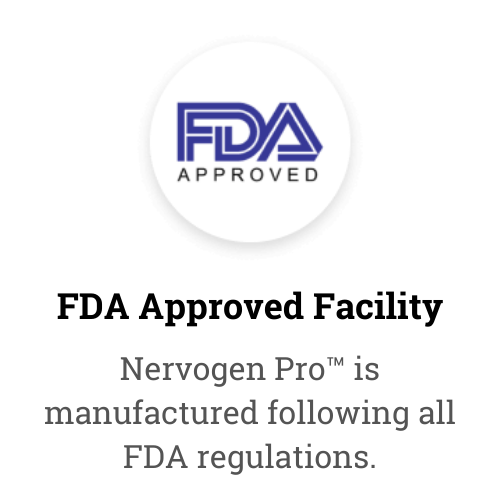 FDA
APPROVED
FDA Approved Facility
Nervogen Pro™ is
manufactured following all
FDA regulations.